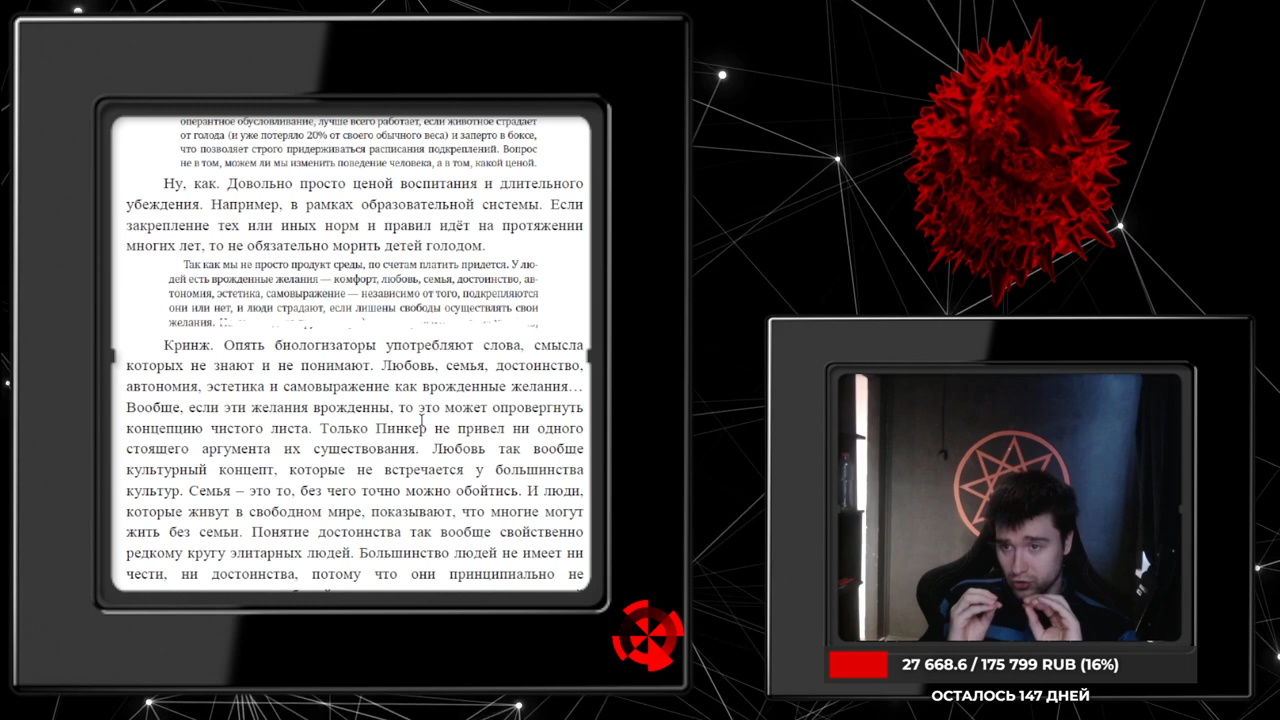 оперантное обусловливание, лучше всего работает, если животное страдает
от голода (и уже потеряло 20% от своего обычного веса) и заперто в боксе,
что позволяет строго придерживаться расписания подкреплений. Вопрос
не в том, можем ли мы изменить поведение человека, а в том, какой ценой.
Ну, как. Довольно просто ценой воспитания и длительного
убеждения. Например, в рамках образовательной системы. Если
закрепление тех или иных норм и правил идёт на протяжении
многих лет, то не обязательно морить детей голодом.
Так как мы не просто продукт среды, по счетам платить придется. У лю-
дей есть врожденные желания — комфорт, любовь, семья, достоинство, ав-
тономия, эстетика, самовыражение — независимо от того, подкрепляются
они или нет, и люди страдают, если лишены свободы осуществлять свои
желания.
Кринж. Опять биологизаторы употребляют слова, смысла
которых не знают и не понимают. Любовь, семья, достоинство,
автономия, эстетика и самовыражение как врожденные желания…
Вообще, если эти желания врожденны, то это может опровергнуть
концепцию чистого листа. Только Пинкер не привел ни одного
стоящего аргумента их существования. Любовь так вообще
культурный концепт, которые не встречается у большинства
культур. Семья – это то, без чего точно можно обойтись. И люди,
которые живут в свободном мире, показывают, что многие могут
жить без семьи. Понятие достоинства так вообще свойственно
редкому кругу элитарных людей. Большинство людей не имеет ни
чести, ни достоинства, потому что они принципиально не
27 668.6 / 175 799 RUB (16%)
ОСТАЛОСЬ 147 ДНЕЙ